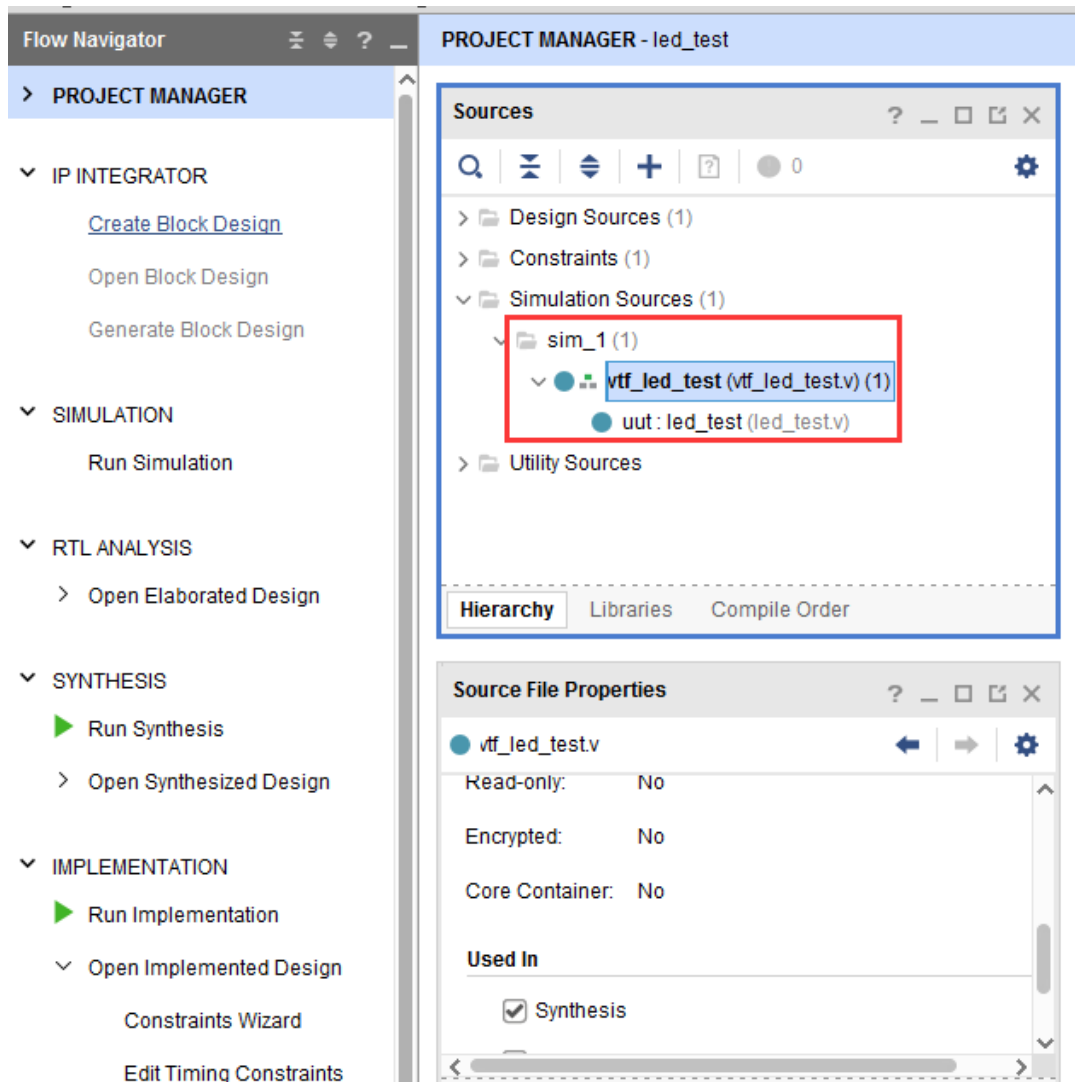 Flow Navigator
PROJECT MANAGER
IP INTEGRATOR
Create Block Design
Open Block Design
Generate Block Design
SIMULATION
Run Simulation
RTL ANALYSIS
Open Elaborated Design
SYNTHESIS
Run Synthesis
Open Synthesized Design
IMPLEMENTATION
Run Implementation
Open Implemented Design
Constraints Wizard
Edit Timing Constraints
PROJECT MANAGER - led_test
Sources
0
Design Sources (1)
Constraints (1)
Simulation Sources (1)
sim_1 (1)
vtf_led_test (vtf_led_test.v) (1)
uut : led_test (led_test.v)
Utility Sources
Hierarchy Libraries Compile Order
Source File Properties
vtf_led_test.v
Read-only: No
Encrypted: No
Core Container: No
Used In
Synthesis